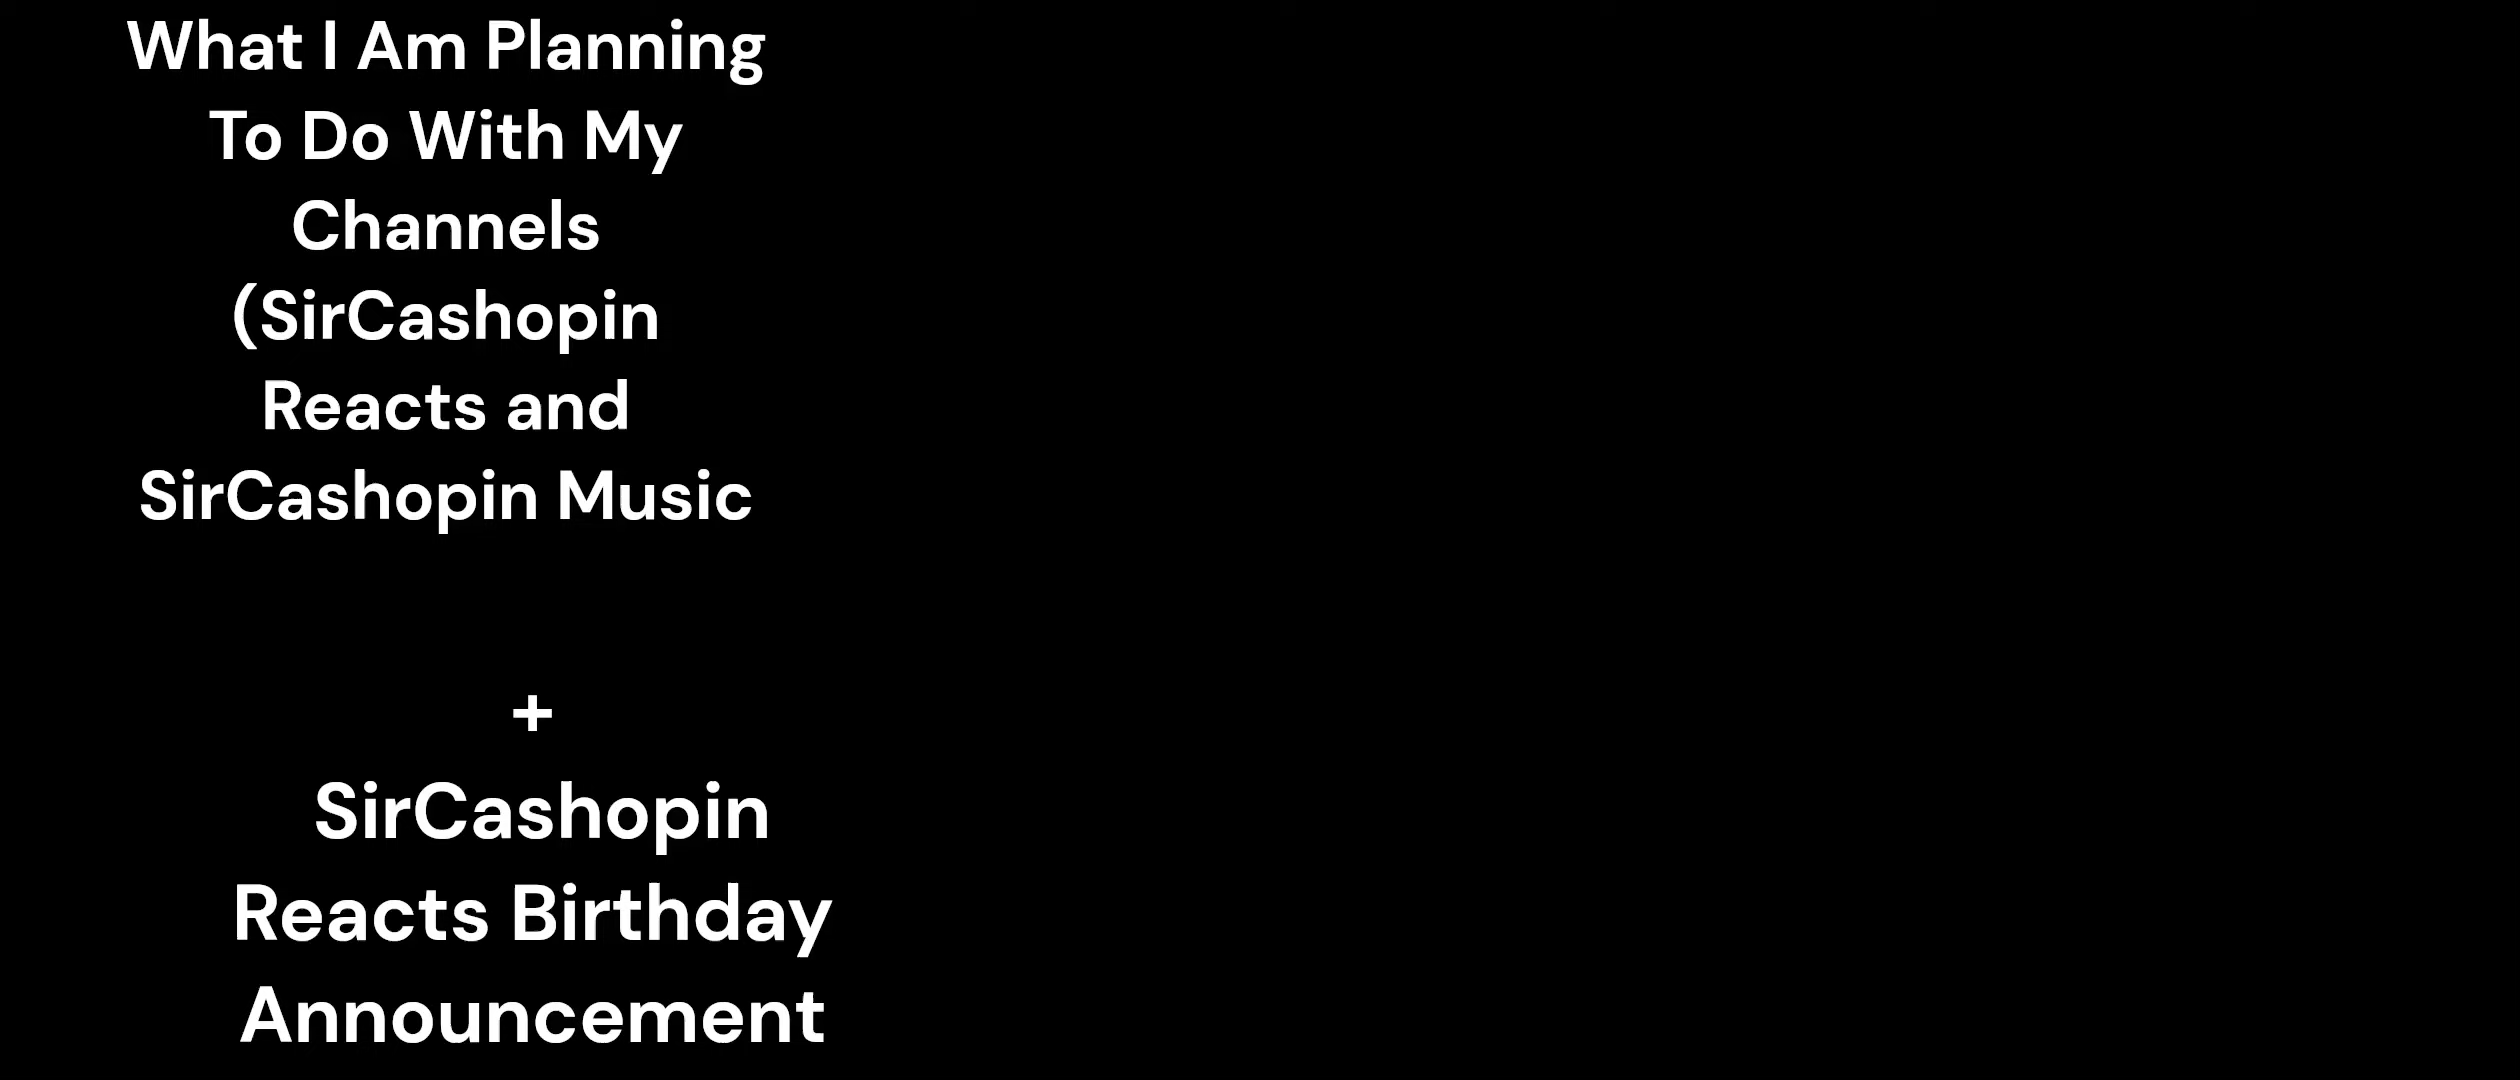 What I Am Planning
To Do With My
Channels
(SirCashopin
Reacts and
SirCashopin Music
+
SirCashopin
Reacts Birthday
Announcement